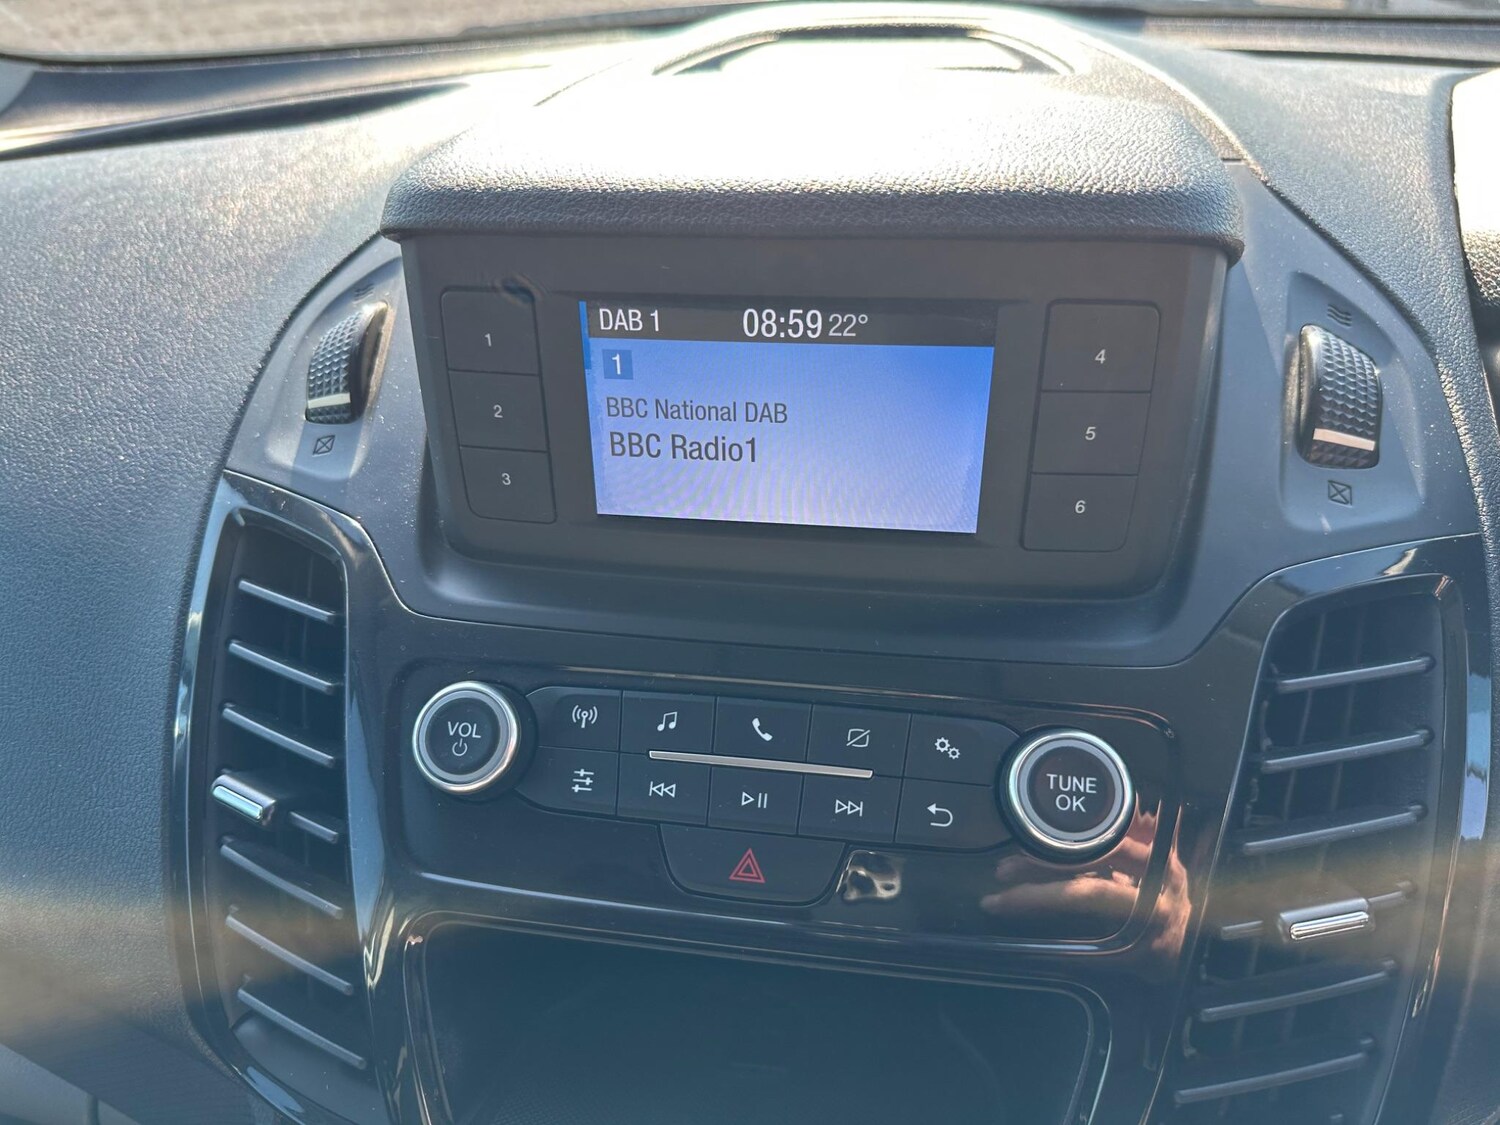 DAB 1 08:59 22°
1
BBC National DAB
BBC Radio1
1
2
3
4
5
6
VOL
TUNE
OK